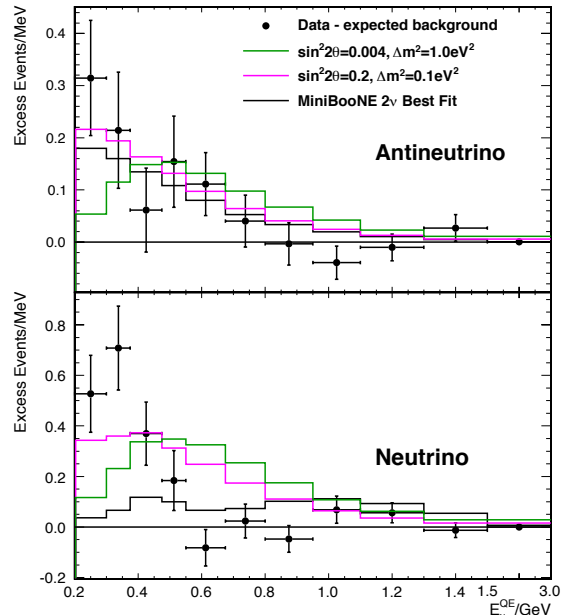 Excess Events/MeV
0.4
0.3
0.2
0.1
0.0
Data - expected background
sin²2θ=0.004, Δm²=1.0eV²
sin²2θ=0.2, Δm²=0.1eV²
MiniBooNE 2ν Best Fit
Antineutrino
Excess Events/MeV
0.8
0.6
0.4
0.2
0.0
-0.2
Neutrino
0.2 0.4 0.6 0.8 1.0 1.2 1.4 1.5 3.0
E QE/GeV